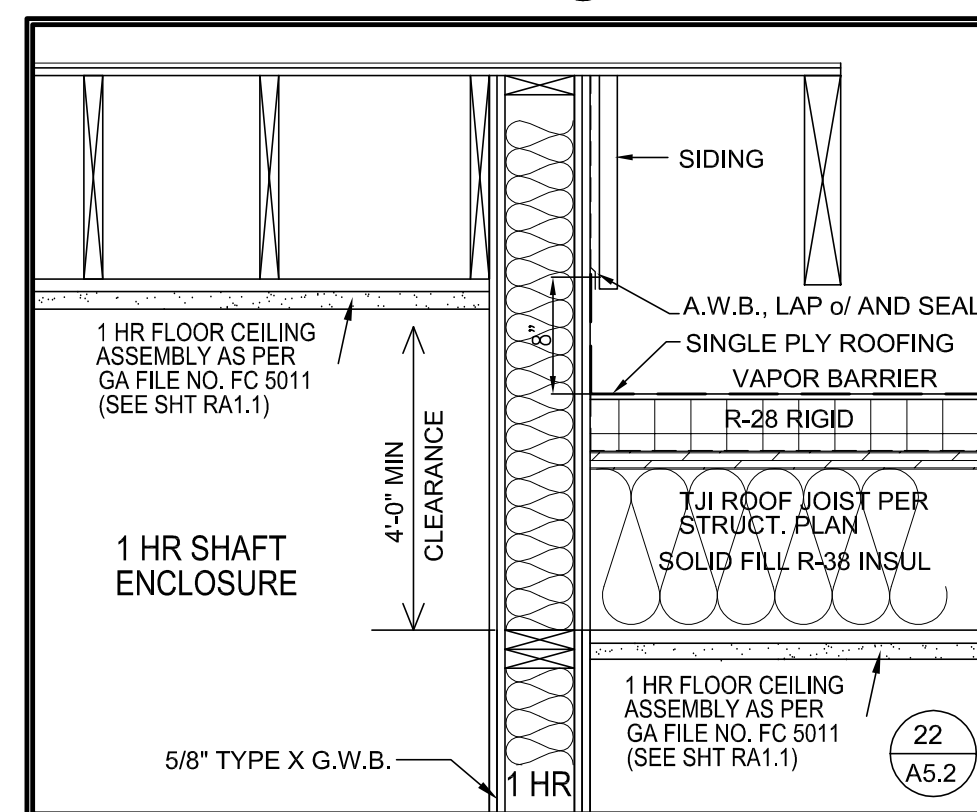 SIDING
A.W.B., LAP o/ AND SEAL
8"
SINGLE PLY ROOFING
VAPOR BARRIER
R-28 RIGID
1 HR FLOOR CEILING
ASSEMBLY AS PER
GA FILE NO. FC 5011
(SEE SHT RA1.1)
4'-0" MIN
CLEARANCE
TJI ROOF JOIST PER
STRUCT. PLAN
SOLID FILL R-38 INSUL
1 HR SHAFT
ENCLOSURE
1 HR FLOOR CEILING
ASSEMBLY AS PER
GA FILE NO. FC 5011
(SEE SHT RA1.1)
22
A5.2
5/8" TYPE X G.W.B.
1 HR